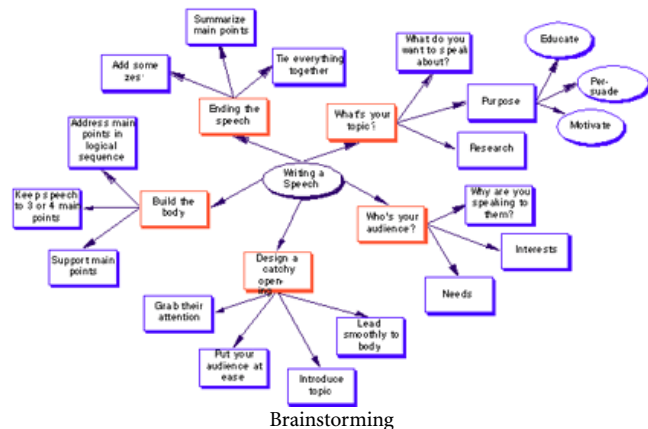 Summarize
main points
Add some
zes
Tie everything
together
Ending the
speech
What do you
want to speak
about?
What's your
topic?
Purpose
Educate
Per-
suade
Motivate
Research
Address main
points in
logical
sequence
Keep speech
to 3 or 4 main
points
Support main
points
Build the
body
Writing a
Speech
Who's your
audience?
Why are you
speaking to
them?
Interests
Needs
Design a
catchy
open-
ing
Grab their
attention
Put your
audience at
ease
Introduce
topic
Lead
smoothly to
body
Brainstorming